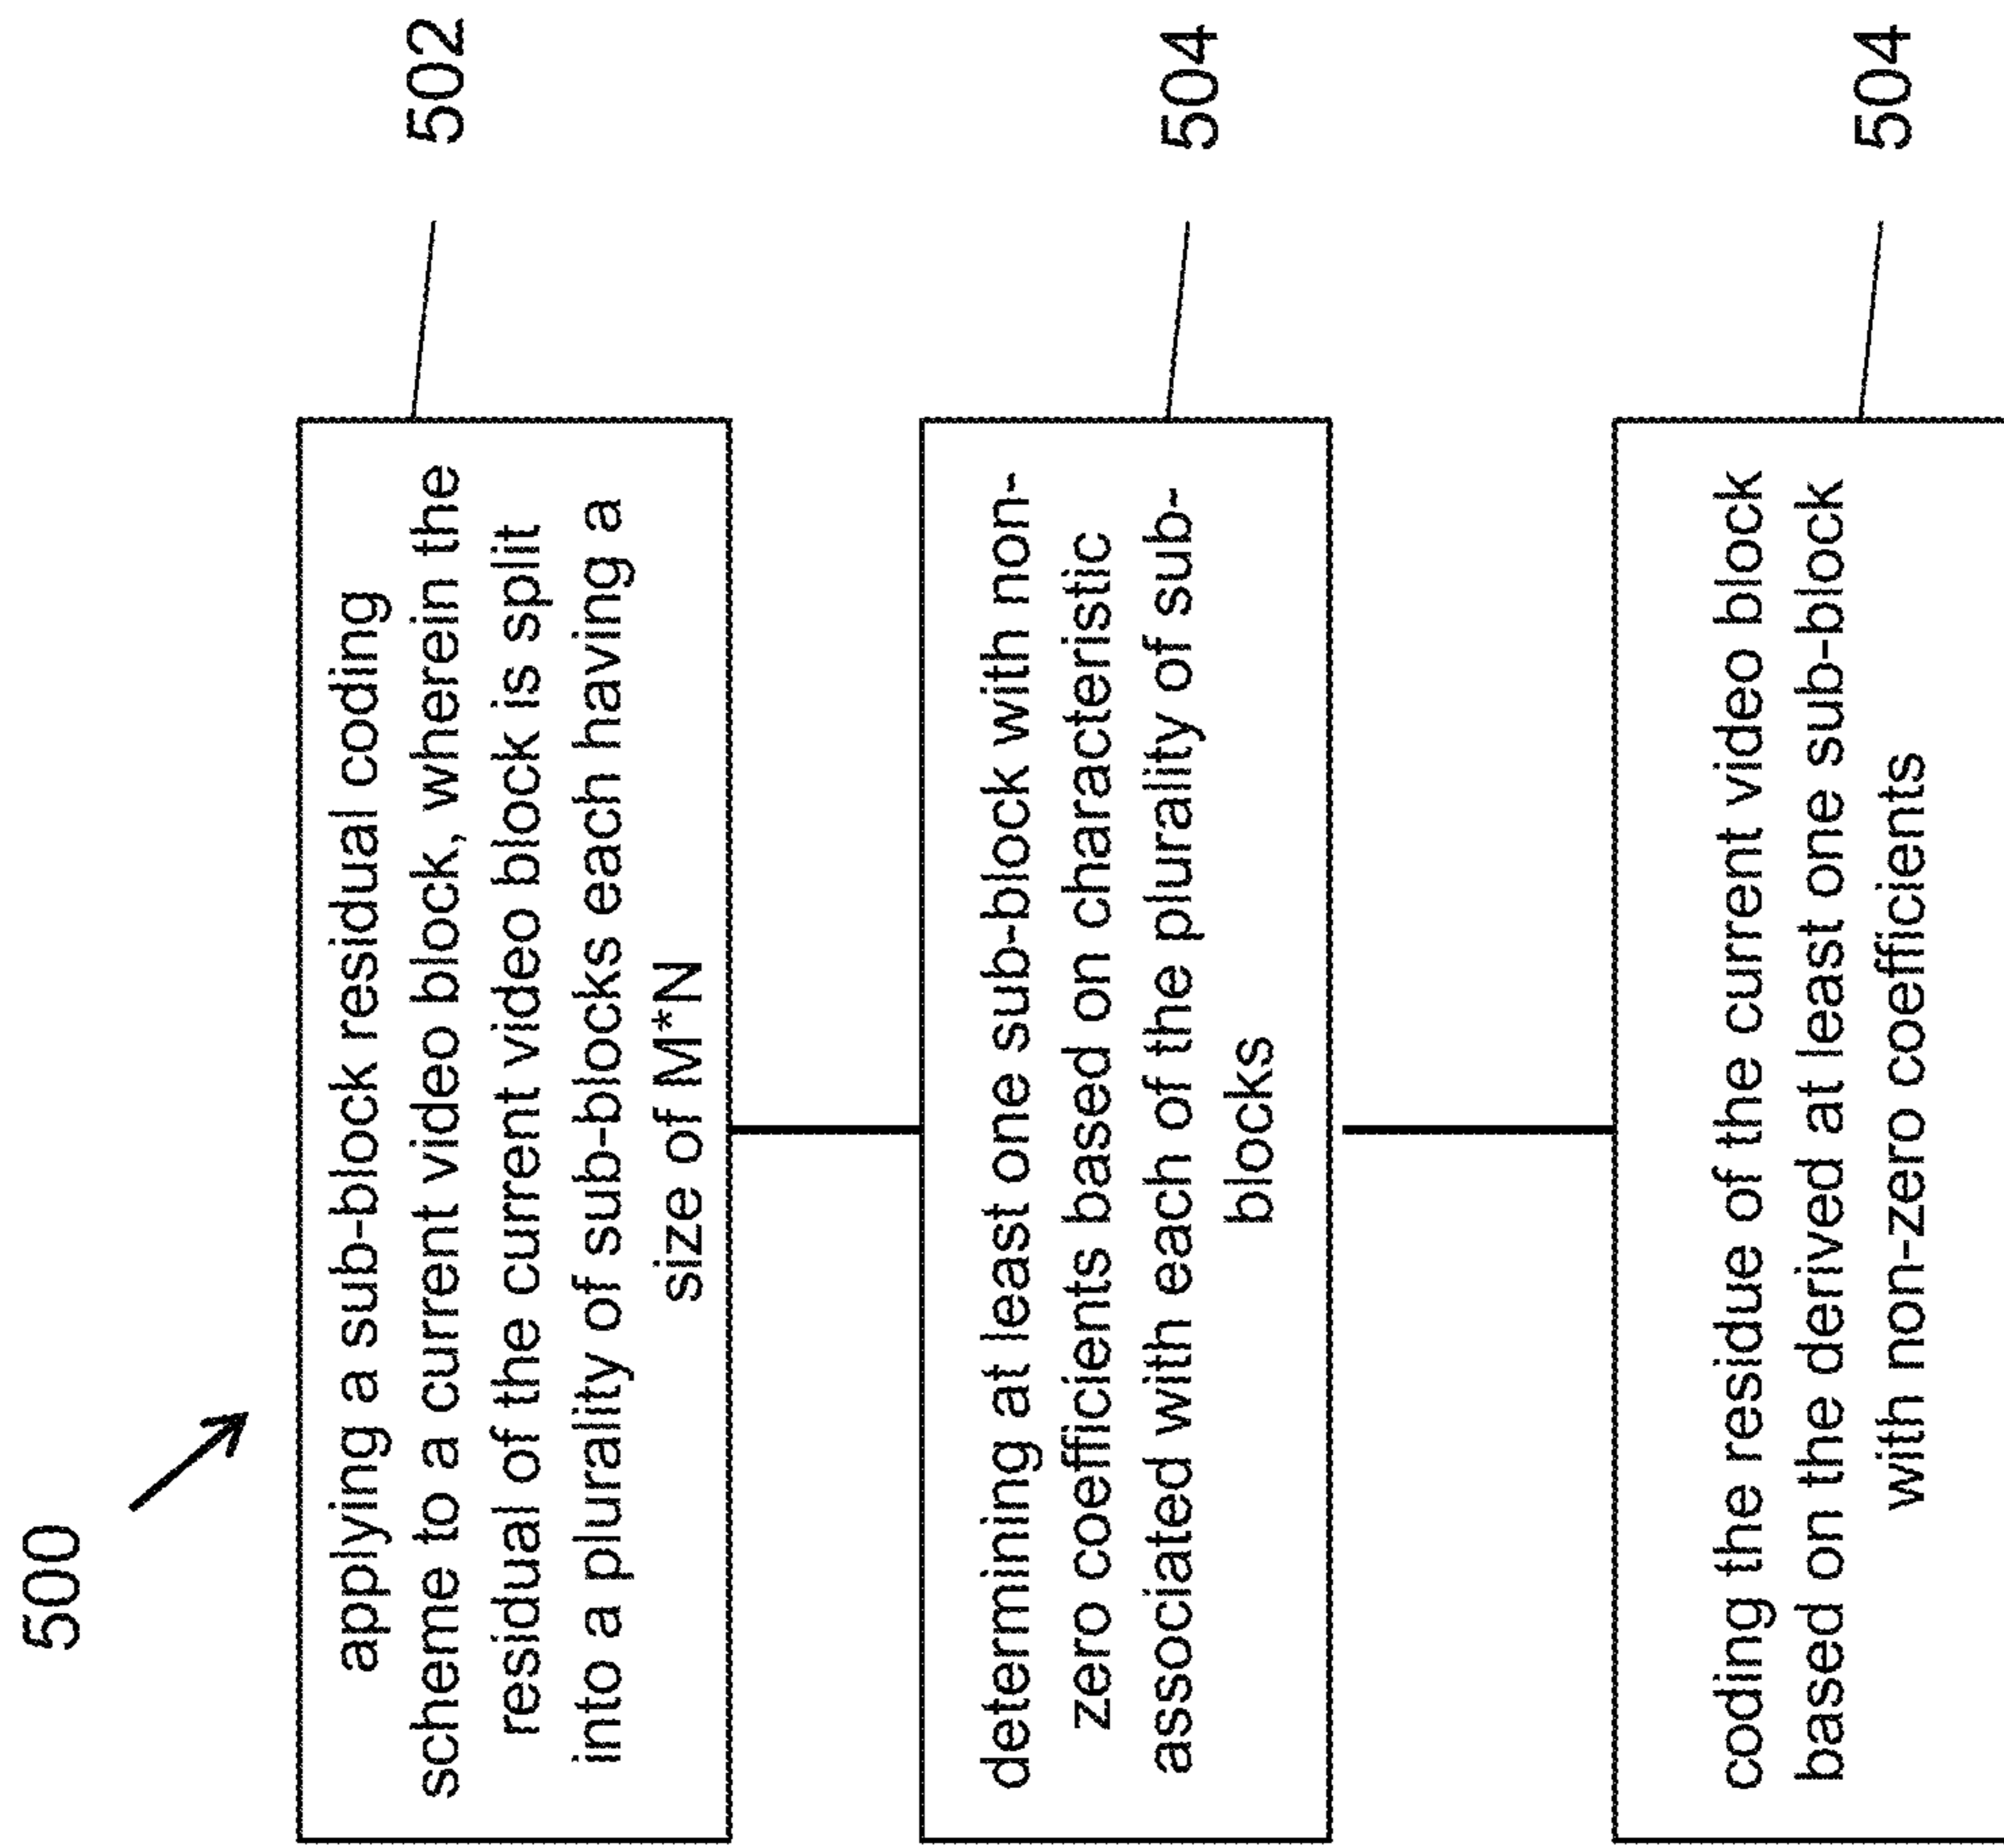 500
applying a sub-block residual coding
scheme to a current video block, wherein the
residual of the current video block is split
into a plurality of sub-blocks each having a
size of M*N
502
determining at least one sub-block with non-
zero coefficients based on characteristic
associated with each of the plurality of sub-
blocks
504
coding the residue of the current video block
based on the derived at least one sub-block
with non-zero coefficients
504